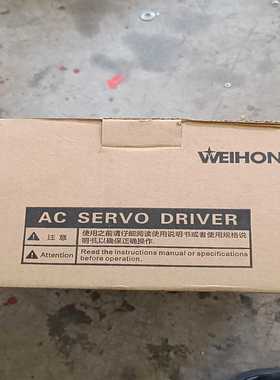 WEIHON
AC SERVO DRIVER
注 意
使用之前请仔细阅读使用说明书或者使用规格说
明书以确保正确操作.
Attention
Read the instructions manual or specifications
before operation.